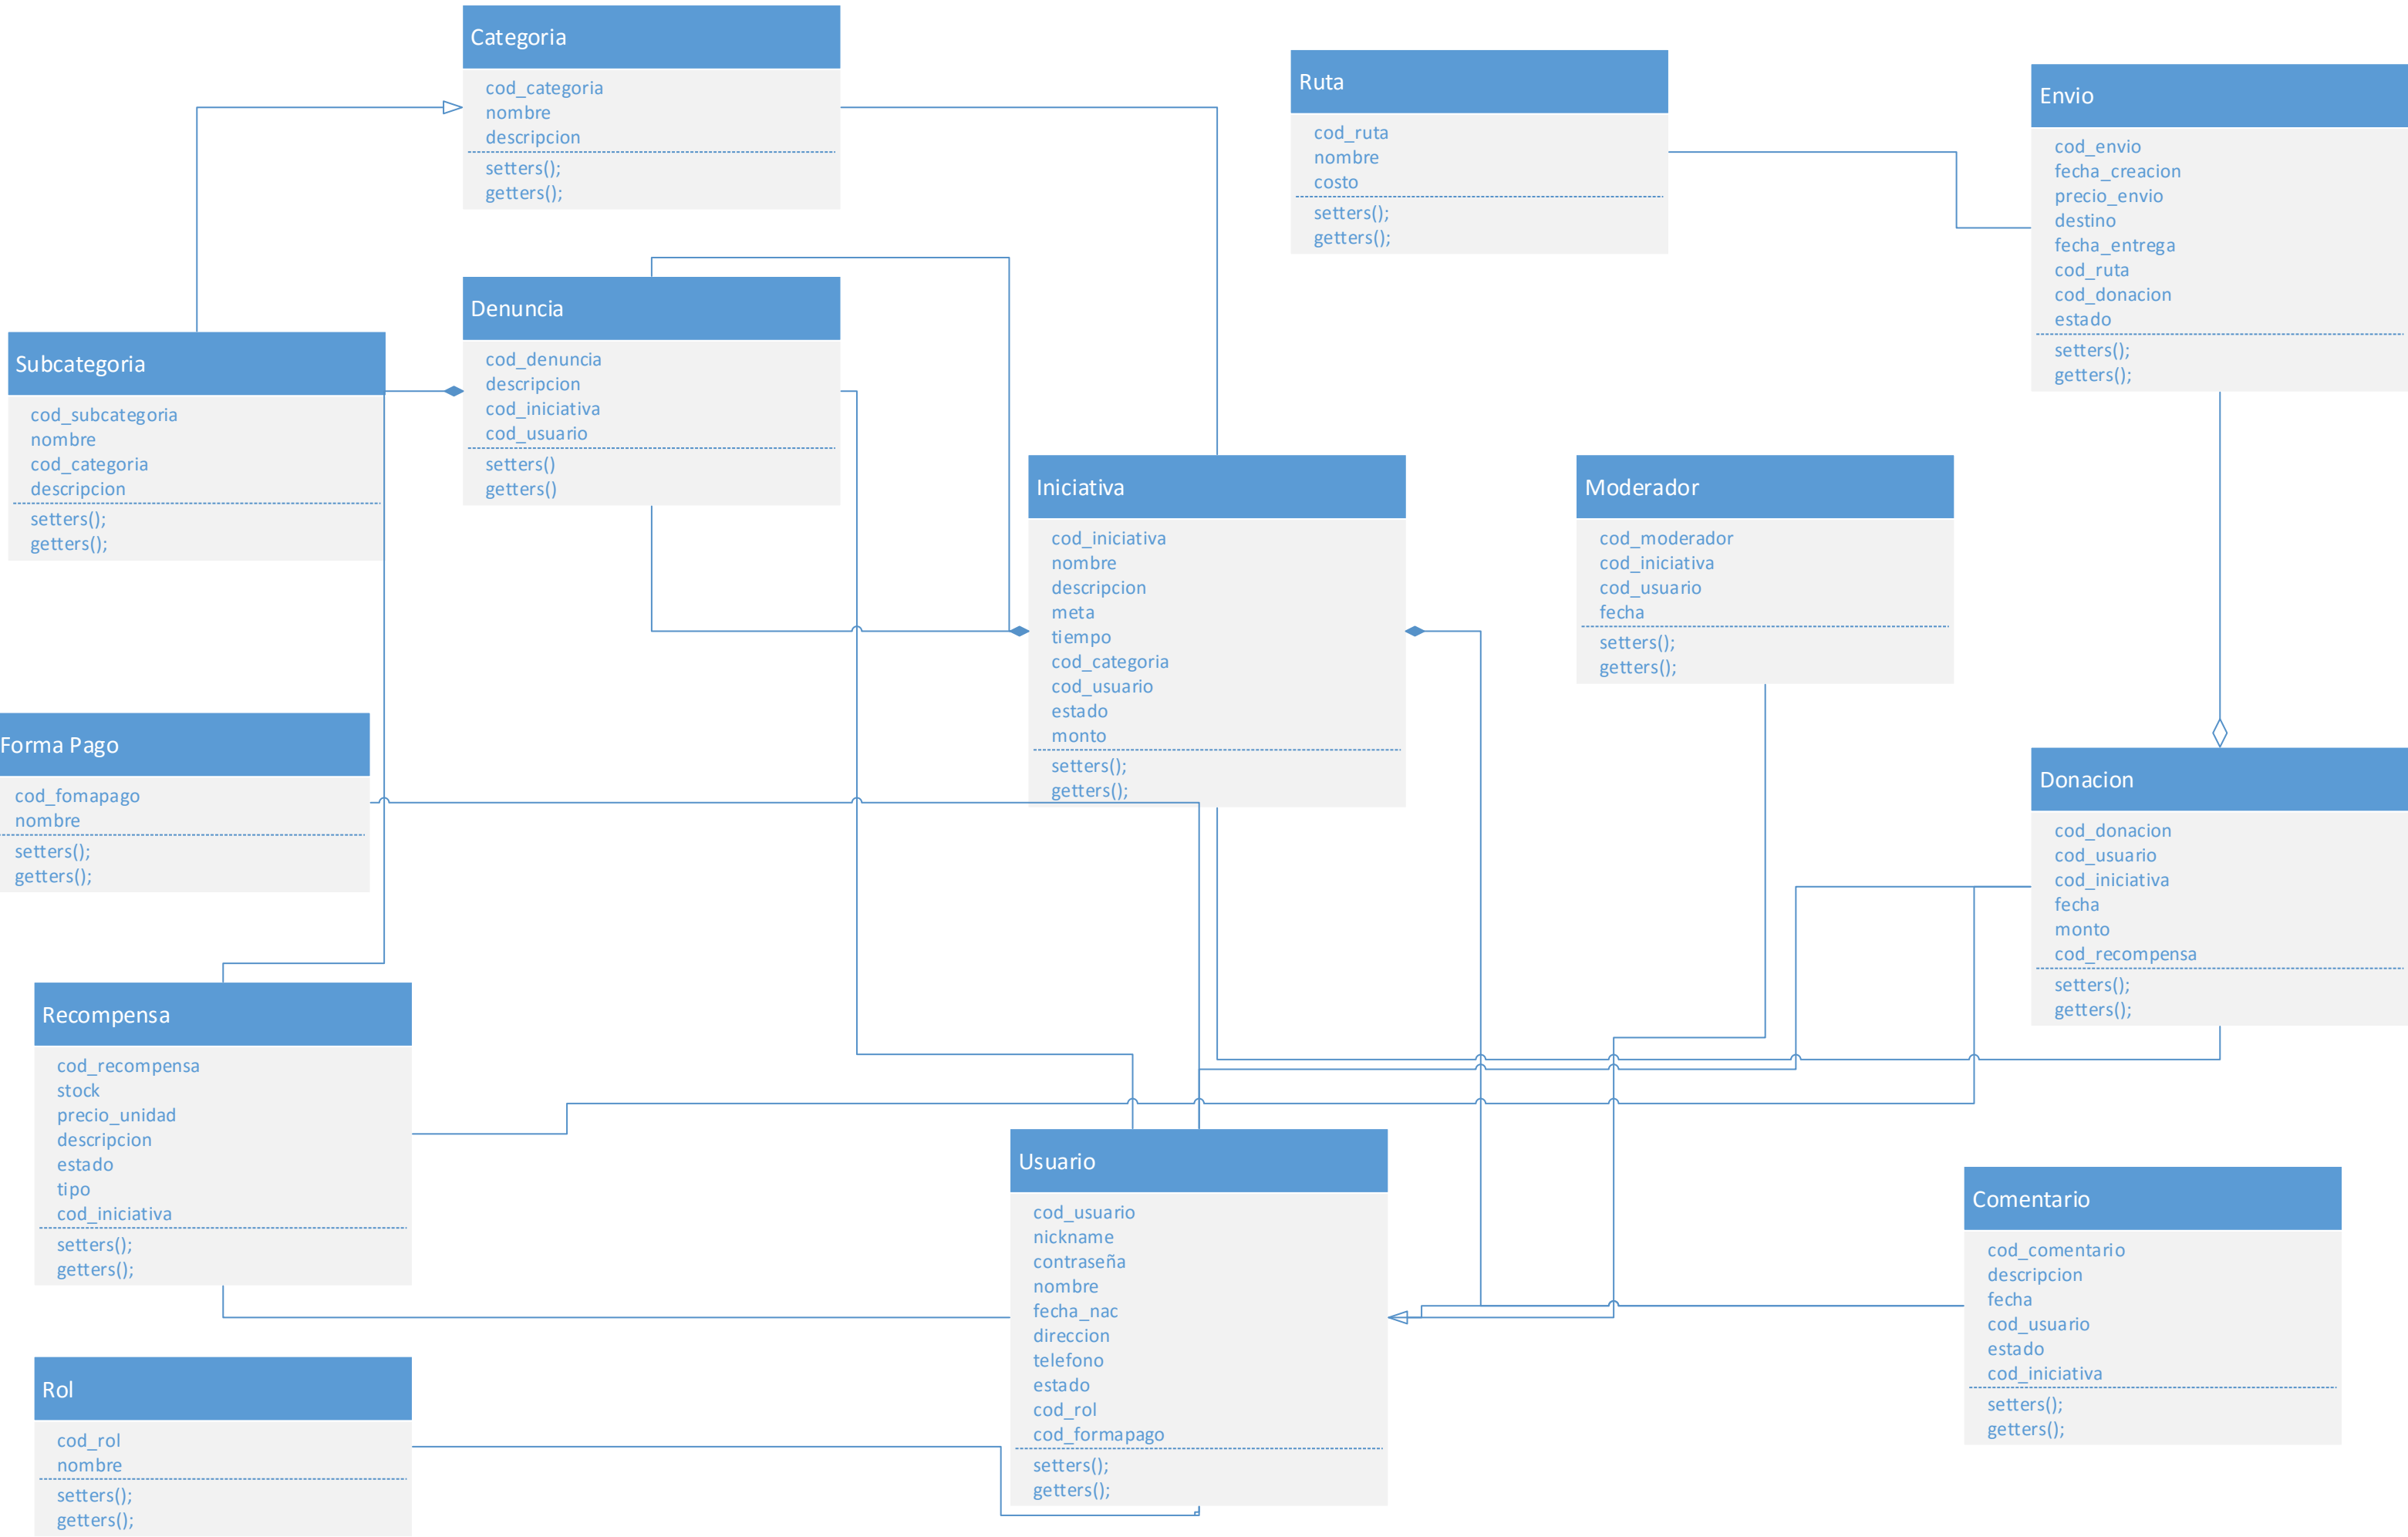 Categoria
cod_categoria
nombre
descripcion
setters();
getters();
Ruta
cod_ruta
nombre
costo
setters();
getters();
Envio
cod_envio
fecha_creacion
precio_envio
destino
fecha_entrega
cod_ruta
cod_donacion
estado
setters();
getters();
Denuncia
cod_denuncia
descripcion
cod_iniciativa
cod_usuario
setters()
getters()
Subcategoria
cod_subcategoria
nombre
cod_categoria
descripcion
setters();
getters();
Iniciativa
cod_iniciativa
nombre
descripcion
meta
tiempo
cod_categoria
cod_usuario
estado
monto
setters();
getters();
Moderador
cod_moderador
cod_iniciativa
cod_usuario
fecha
setters();
getters();
Forma Pago
cod_fomapago
nombre
setters();
getters();
Donacion
cod_donacion
cod_usuario
cod_iniciativa
fecha
monto
cod_recompensa
setters();
getters();
Recompensa
cod_recompensa
stock
precio_unidad
descripcion
estado
tipo
cod_iniciativa
setters();
getters();
Usuario
cod_usuario
nickname
contraseña
nombre
fecha_nac
direccion
telefono
estado
cod_rol
cod_formapago
setters();
getters();
Comentario
cod_comentario
descripcion
fecha
cod_usuario
estado
cod_iniciativa
setters();
getters();
Rol
cod_rol
nombre
setters();
getters();